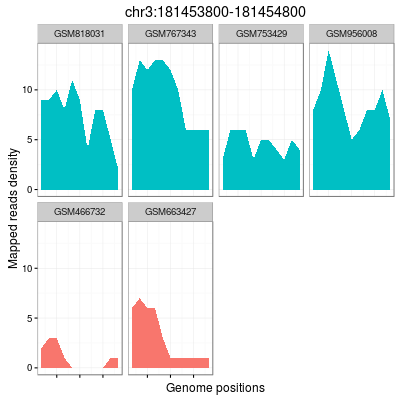 chr3:181453800-181454800
GSM818031 GSM767343 GSM753429 GSM956008
10
5
0
GSM466732 GSM663427
10
5
0
Mapped reads density
Genome positions